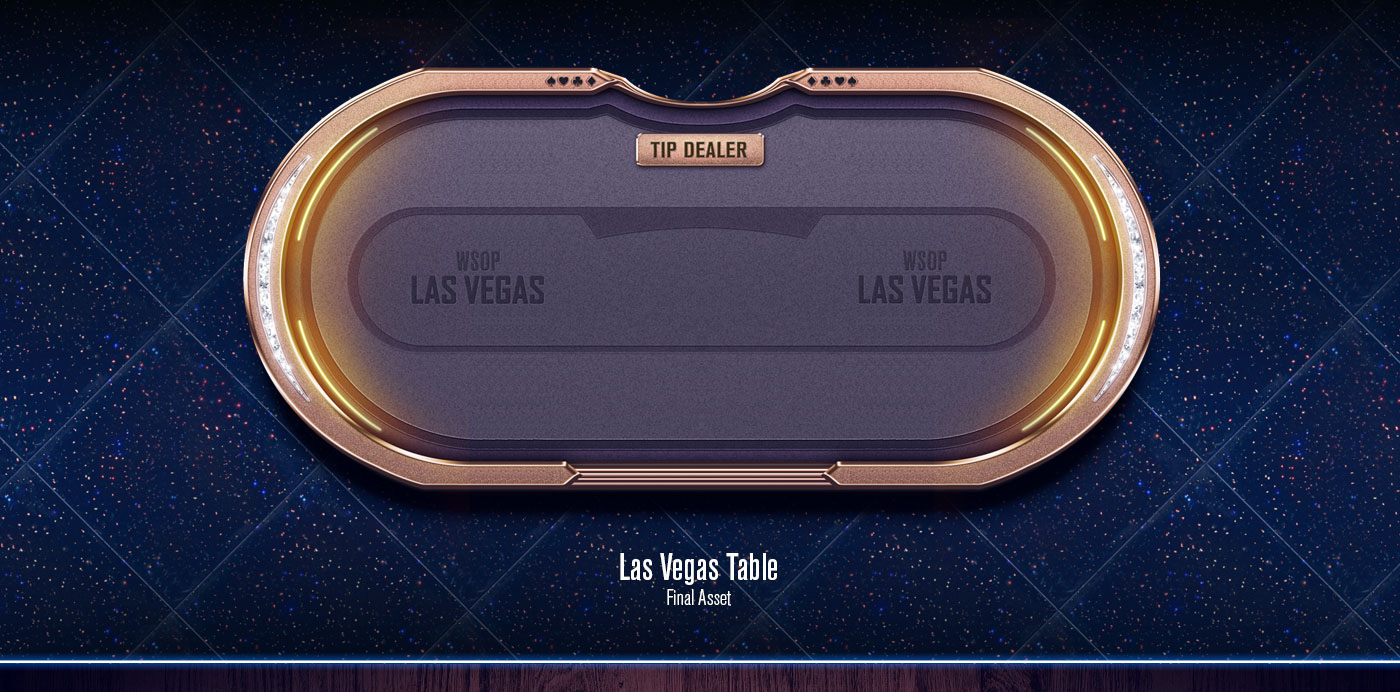 TIP DEALER
WSOP
LAS VEGAS
WSOP
LAS VEGAS
Las Vegas Table
Final Asset